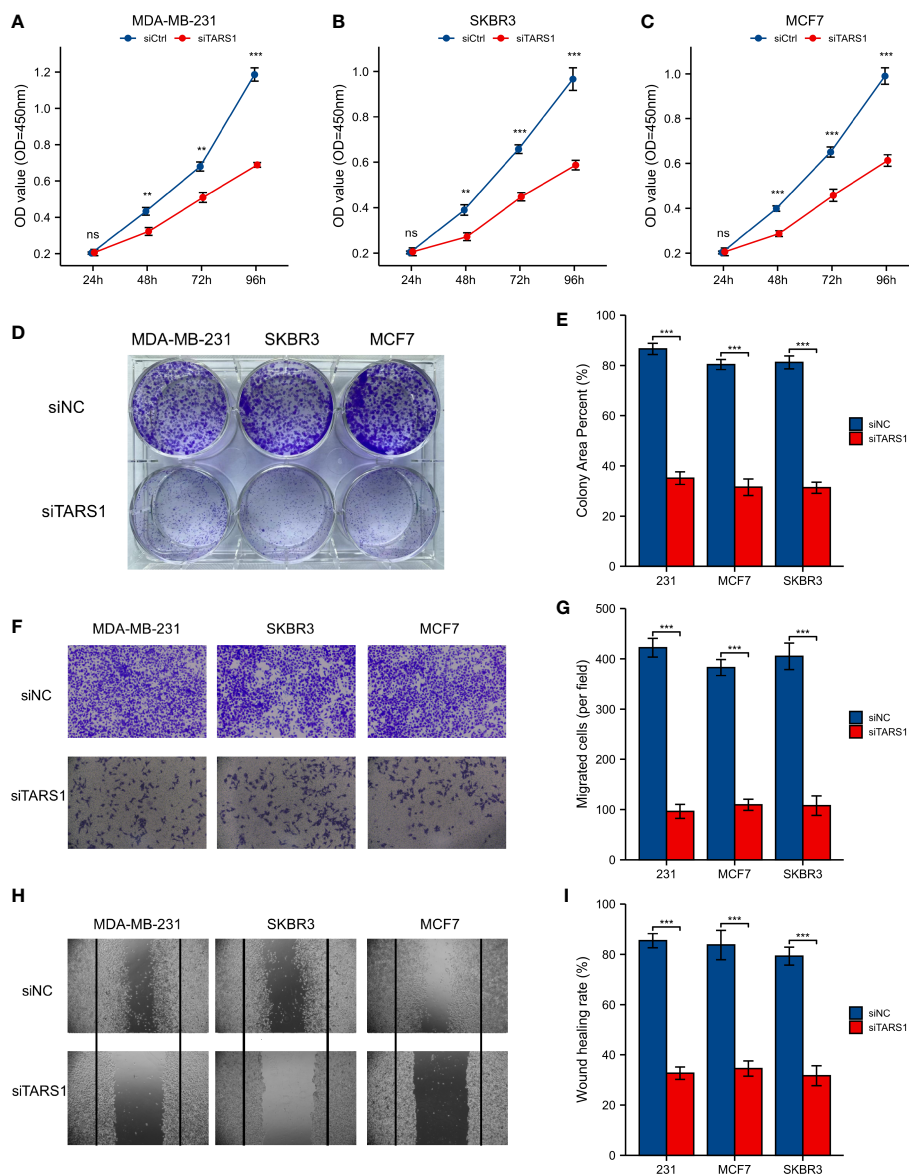 A
MDA-MB-231
siCtrl siTARS1
OD value (OD=450nm)
1.2
1.0
0.8
0.6
0.4
0.2
ns
**
**
***
24h 48h 72h 96h
B
SKBR3
siCtrl siTARS1
OD value (OD=450nm)
1.0
0.8
0.6
0.4
0.2
ns
**
***
***
24h 48h 72h 96h
C
MCF7
siCtrl siTARS1
OD value (OD=450nm)
1.0
0.8
0.6
0.4
0.2
ns
***
***
***
24h 48h 72h 96h
D
MDA-MB-231 SKBR3 MCF7
siNC
siTARS1
E
Colony Area Percent (%)
100
80
60
40
20
0
*** *** ***
231 MCF7 SKBR3
siNC
siTARS1
F
MDA-MB-231 SKBR3 MCF7
siNC
siTARS1
G
Migrated cells (per field)
500
400
300
200
100
0
*** *** ***
231 MCF7 SKBR3
siNC
siTARS1
H
MDA-MB-231 SKBR3 MCF7
siNC
siTARS1
I
Wound healing rate (%)
100
80
60
40
20
0
*** *** ***
231 MCF7 SKBR3
siNC
siTARS1